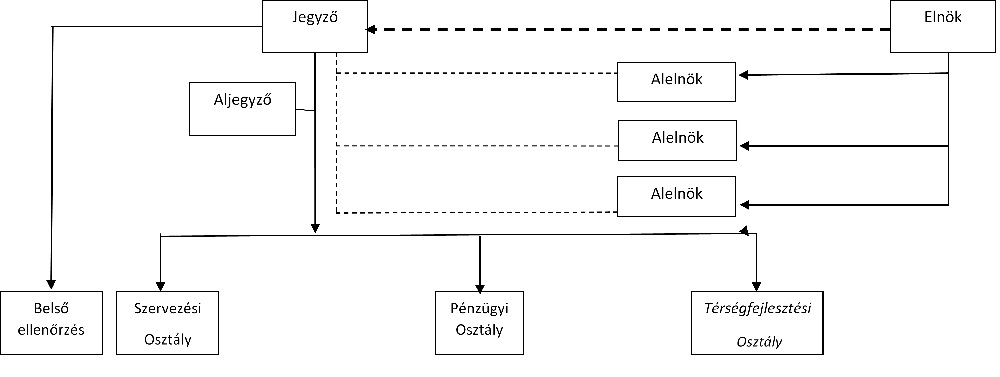 Jegyző
Elnök
Alelnök
Aljegyző
Alelnök
Alelnök
Belső
ellenőrzés
Szervezési
Osztály
Pénzügyi
Osztály
Térségfejlesztési
Osztály